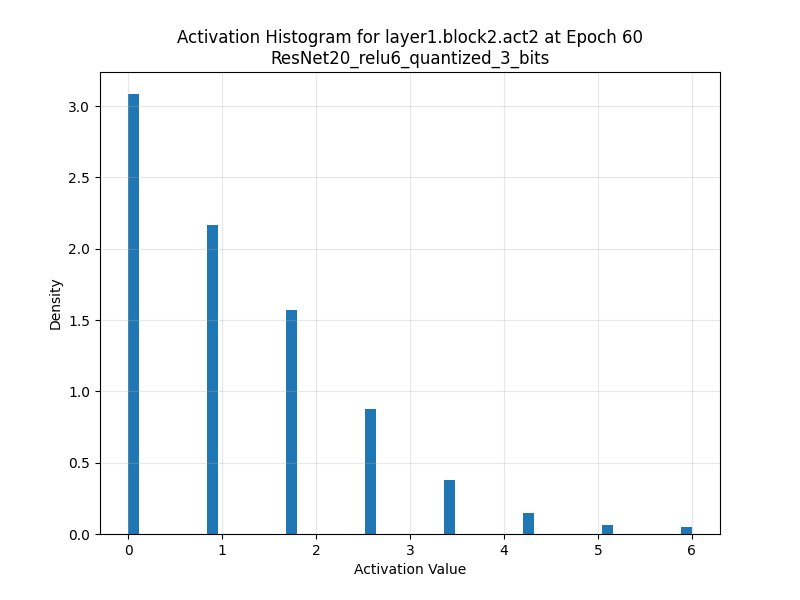 Activation Histogram for layer1.block2.act2 at Epoch 60
ResNet20_relu6_quantized_3_bits
3.0
2.5
2.0
1.5
1.0
0.5
0.0
Density
0 1 2 3 4 5 6
Activation Value